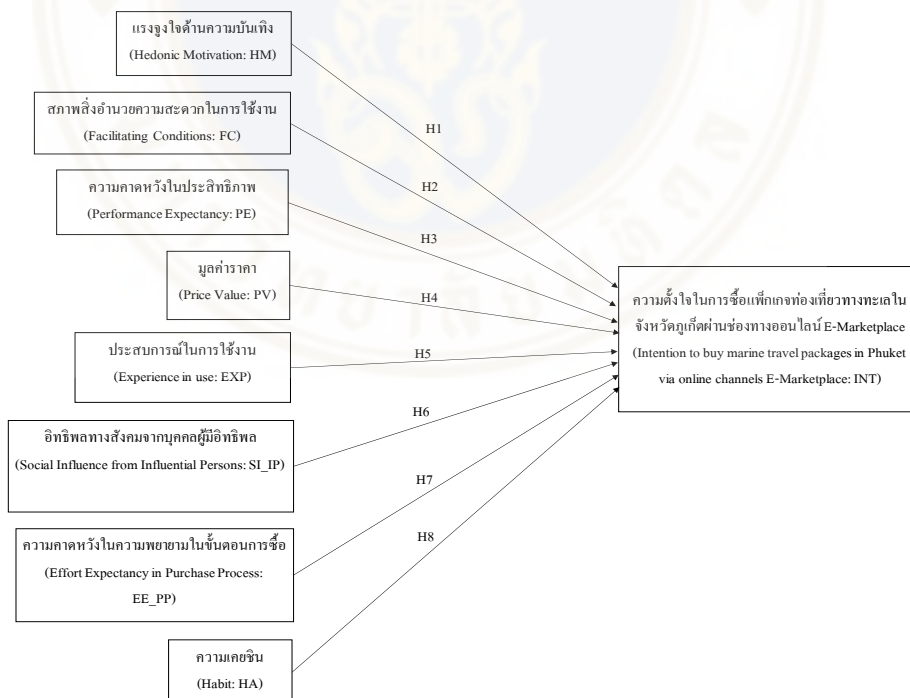 แรงจูงใจด้านความบันเทิง
(Hedonic Motivation: HM)
สภาพสิ่งอำนวยความสะดวกในการใช้งาน
(Facilitating Conditions: FC)
ความคาดหวังในประสิทธิภาพ
(Performance Expectancy: PE)
มูลค่าราคา
(Price Value: PV)
ประสบการณ์ในการใช้งาน
(Experience in use: EXP)
อิทธิพลทางสังคมจากบุคคลผู้มีอิทธิพล
(Social Influence from Influential Persons: SI_IP)
ความคาดหวังในความพยายามในขั้นตอนการซื้อ
(Effort Expectancy in Purchase Process:
EE_PP)
ความเคยชิน
(Habit: HA)
H1
H2
H3
H4
H5
H6
H7
H8
ความตั้งใจในการซื้อแพ็กเกจท่องเที่ยวทางทะเลใน
จังหวัดภูเก็ตผ่านช่องทางออนไลน์ E-Marketplace
(Intention to buy marine travel packages in Phuket
via online channels E-Marketplace: INT)